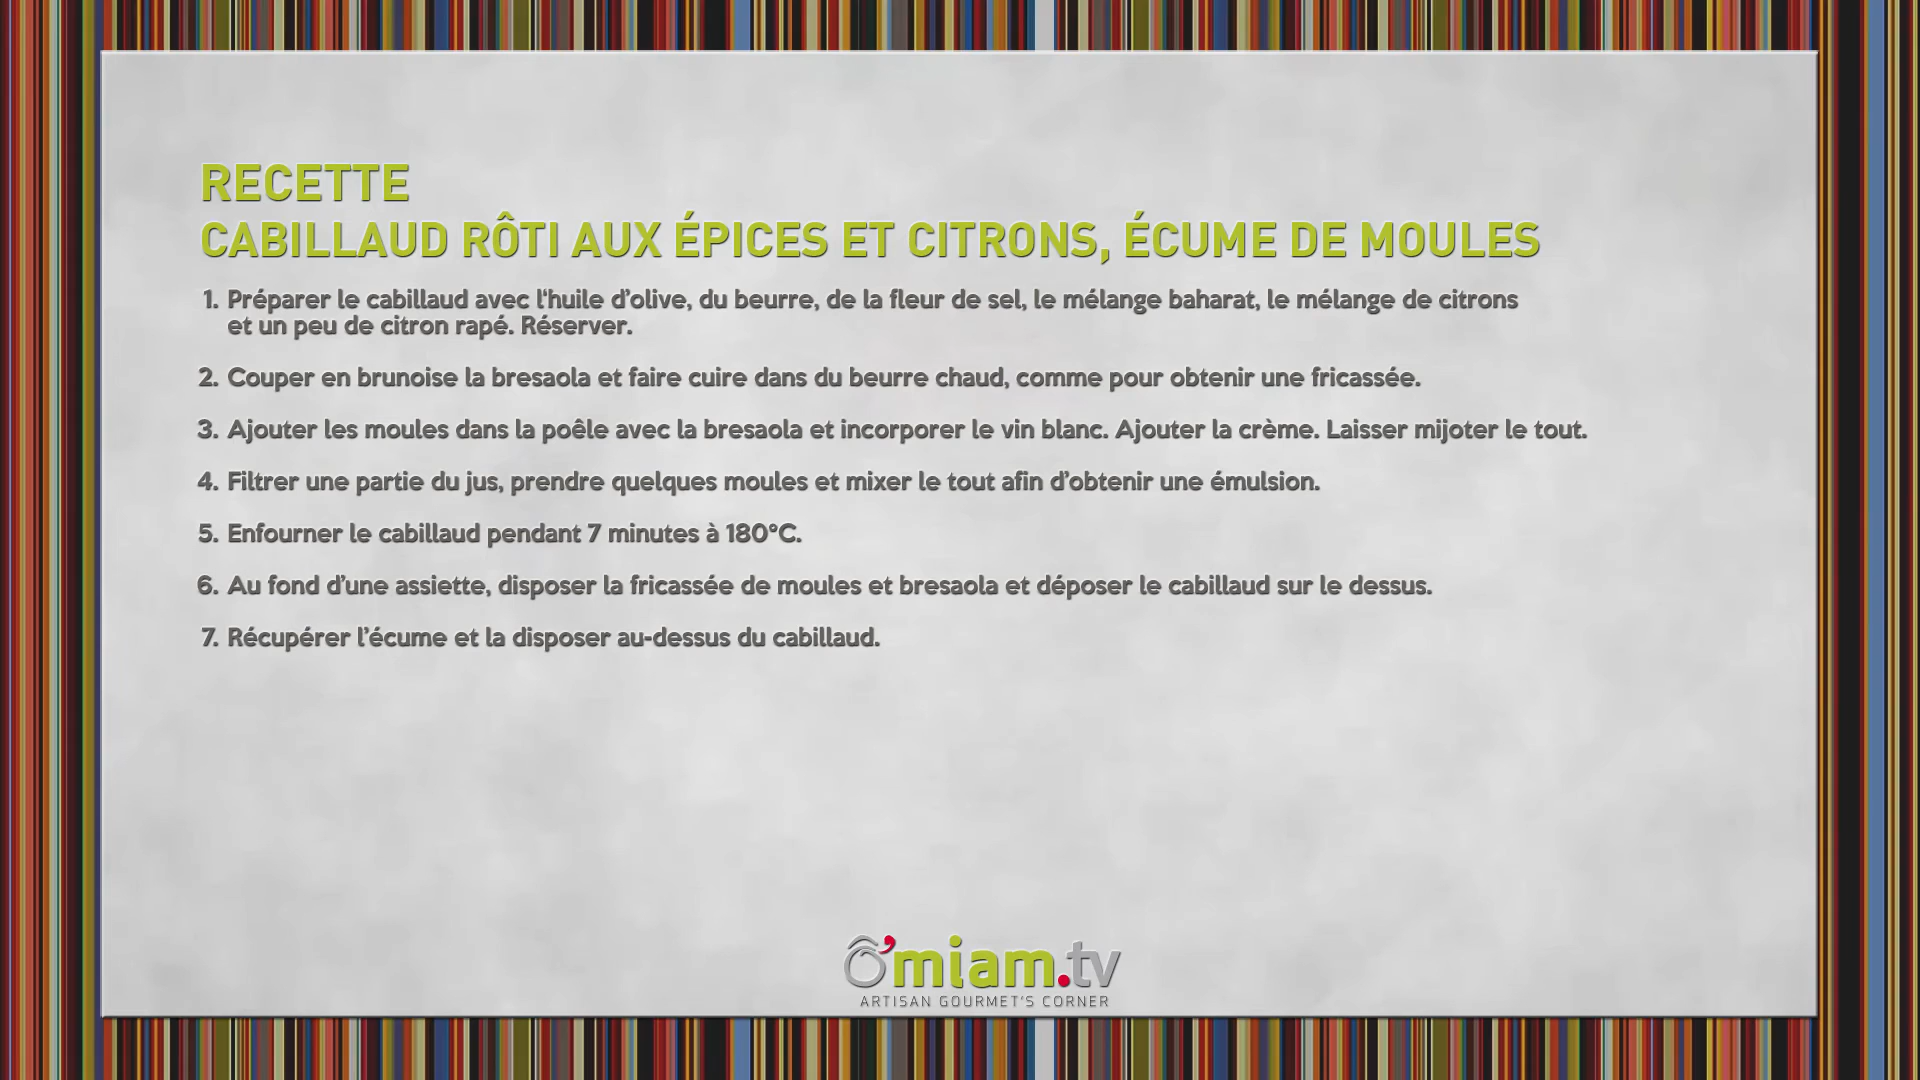 RECETTE
CABILLAUD RÔTI AUX ÉPICES ET CITRONS, ÉCUME DE MOULES
1. Préparer le cabillaud avec l'huile d’olive, du beurre, de la fleur de sel, le mélange baharat, le mélange de citrons
et un peu de citron rapé. Réserver.
2. Couper en brunoise la bresaola et faire cuire dans du beurre chaud, comme pour obtenir une fricassée.
3. Ajouter les moules dans la poêle avec la bresaola et incorporer le vin blanc. Ajouter la crème. Laisser mijoter le tout.
4. Filtrer une partie du jus, prendre quelques moules et mixer le tout afin d’obtenir une émulsion.
5. Enfourner le cabillaud pendant 7 minutes à 180°C.
6. Au fond d’une assiette, disposer la fricassée de moules et bresaola et déposer le cabillaud sur le dessus.
7. Récupérer l’écume et la disposer au-dessus du cabillaud.
Ô’miam.tv
ARTISAN GOURMET’S CORNER